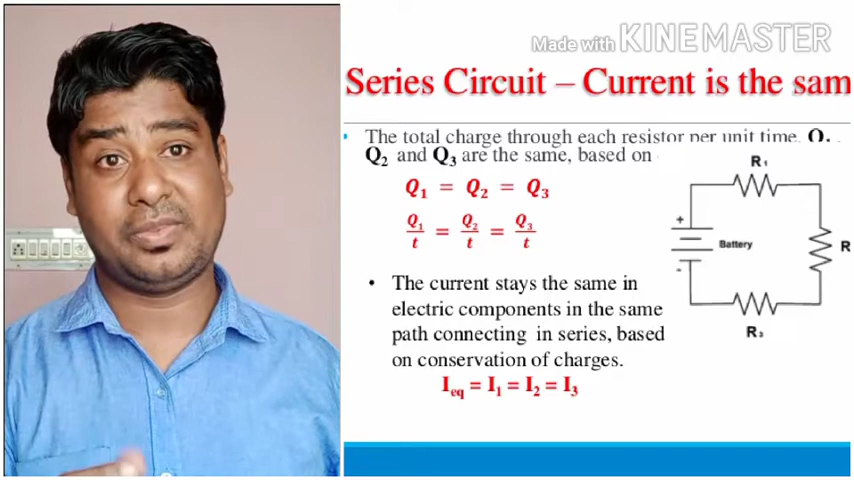 Made with KINEMASTER
Series Circuit – Current is the sam
• The total charge through each resistor per unit time, Q₁
Q₂ and Q₃ are the same, based on
Q₁ = Q₂ = Q₃
Q₁/t = Q₂/t = Q₃/t
• The current stays the same in
electric components in the same
path connecting in series, based
on conservation of charges.
I_eq = I₁ = I₂ = I₃
R₁
+
Battery
R
-
R₃